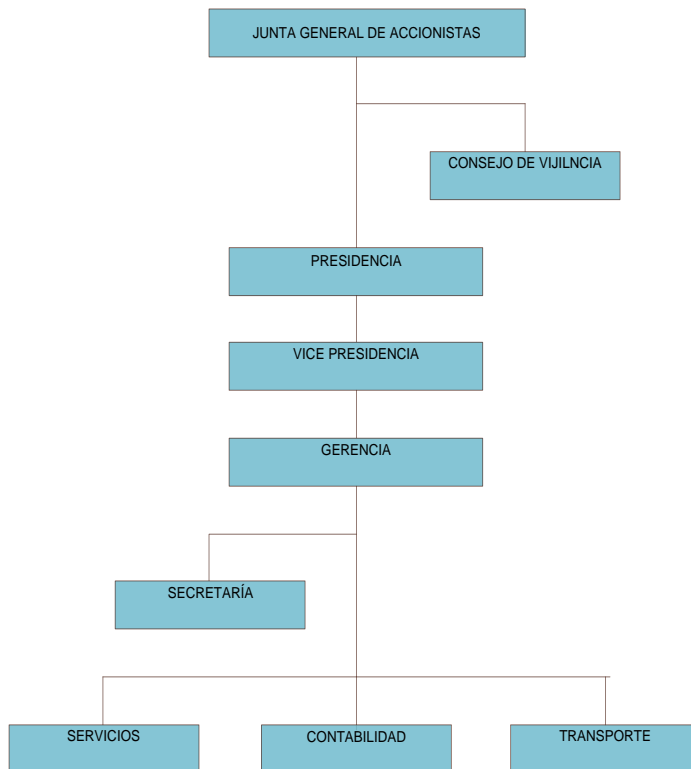 JUNTA GENERAL DE ACCIONISTAS
CONSEJO DE VIJILNCIA
PRESIDENCIA
VICE PRESIDENCIA
GERENCIA
SECRETARÍA
SERVICIOS
CONTABILIDAD
TRANSPORTE